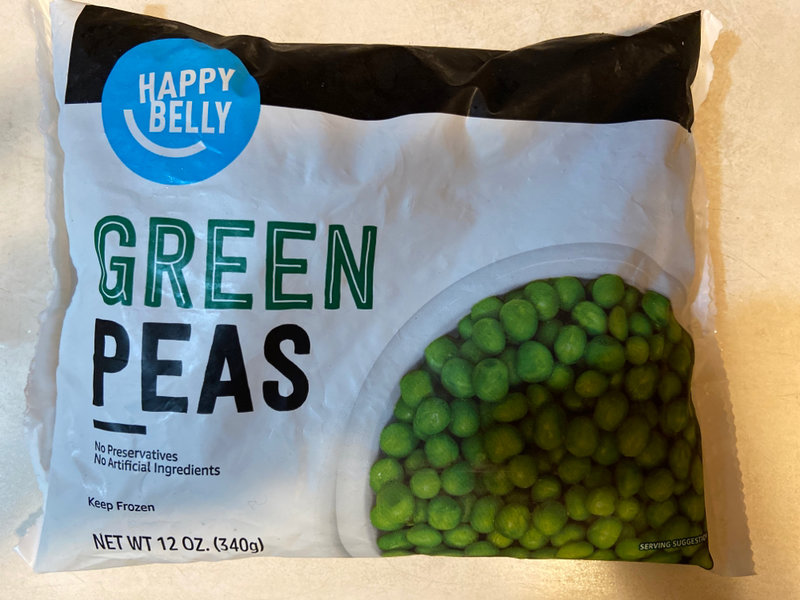 HAPPY
BELLY
GREEN
PEAS
No Preservatives
No Artificial Ingredients
Keep Frozen
NET WT 12 OZ. (340g)
SERVING SUGGESTION